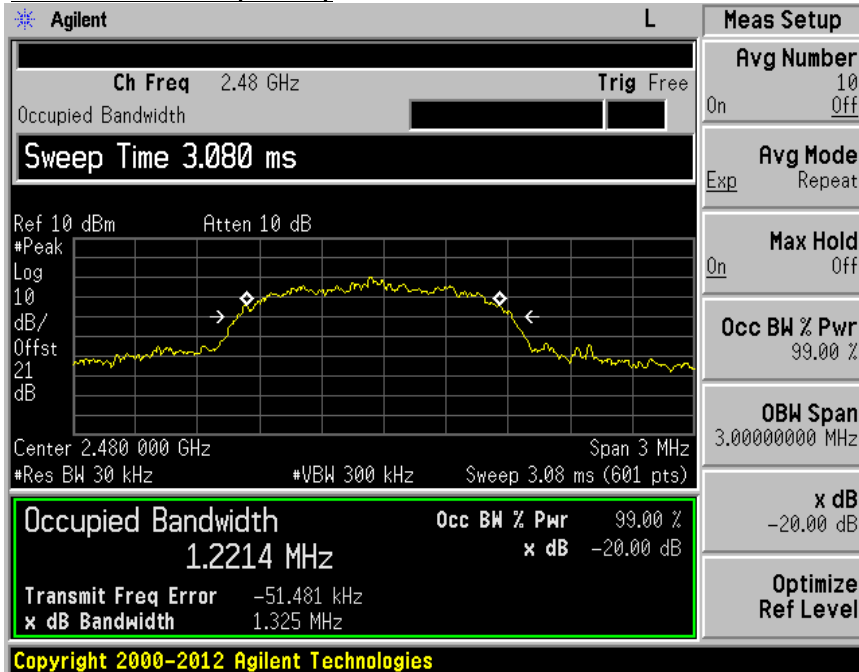 Agilent L
Ch Freq 2.48 GHz Trig Free
Occupied Bandwidth
Sweep Time 3.080 ms
Ref 10 dBm Atten 10 dB
#Peak
Log
10
dB/
Offst
21
dB
Center 2.480 000 GHz Span 3 MHz
#Res BW 30 kHz #VBW 300 kHz Sweep 3.08 ms (601 pts)
Occupied Bandwidth Occ BW % Pwr 99.00 %
1.2214 MHz x dB -20.00 dB
Transmit Freq Error -51.481 kHz
x dB Bandwidth 1.325 MHz
Copyright 2000-2012 Agilent Technologies
Meas Setup
Avg Number
10
On Off
Avg Mode
Exp Repeat
Max Hold
On Off
Occ BW % Pwr
99.00 %
OBW Span
3.00000000 MHz
x dB
-20.00 dB
Optimize
Ref Level